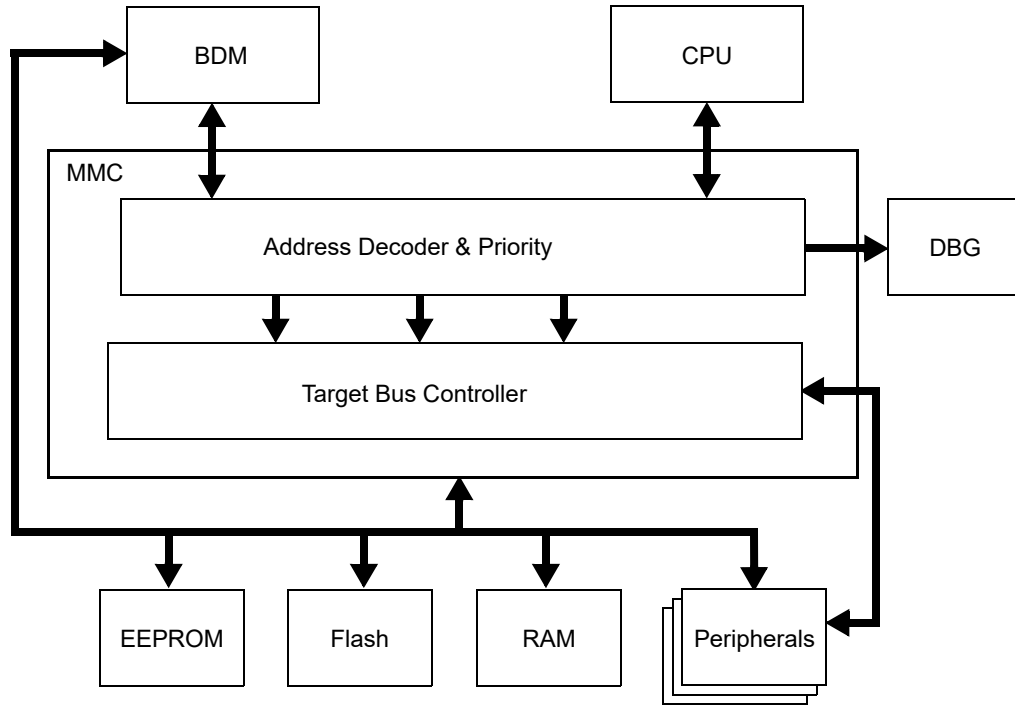 BDM
CPU
MMC
Address Decoder & Priority
DBG
Target Bus Controller
EEPROM
Flash
RAM
Peripherals